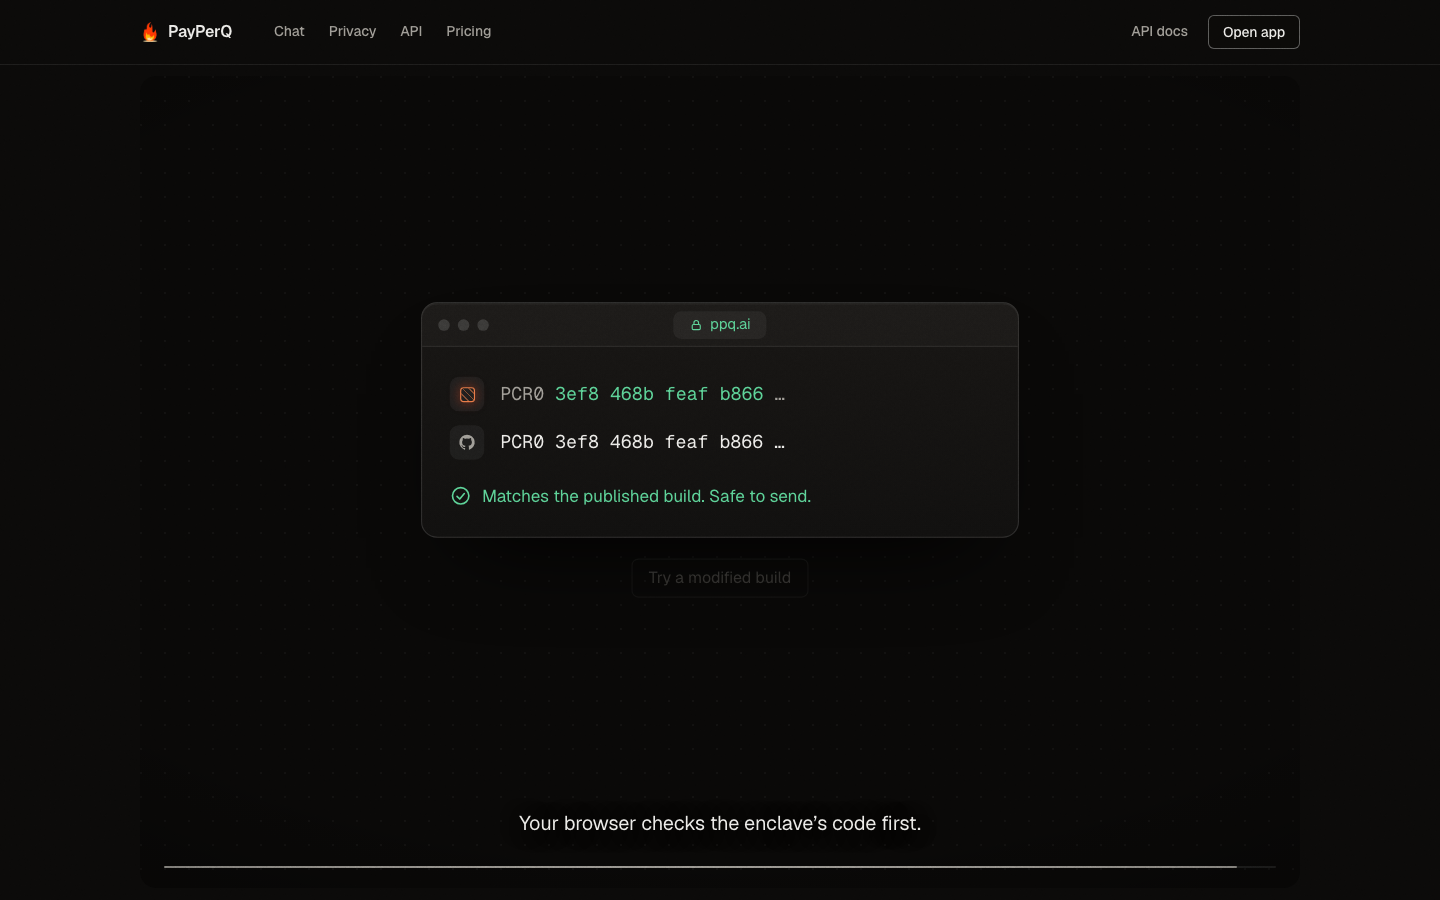 PayPerQ
Chat
Privacy
API
Pricing
API docs
Open app
ppq.ai
PCR0 3ef8 468b feaf b866 …
PCR0 3ef8 468b feaf b866 …
Matches the published build. Safe to send.
Try a modified build
Your browser checks the enclave’s code first.